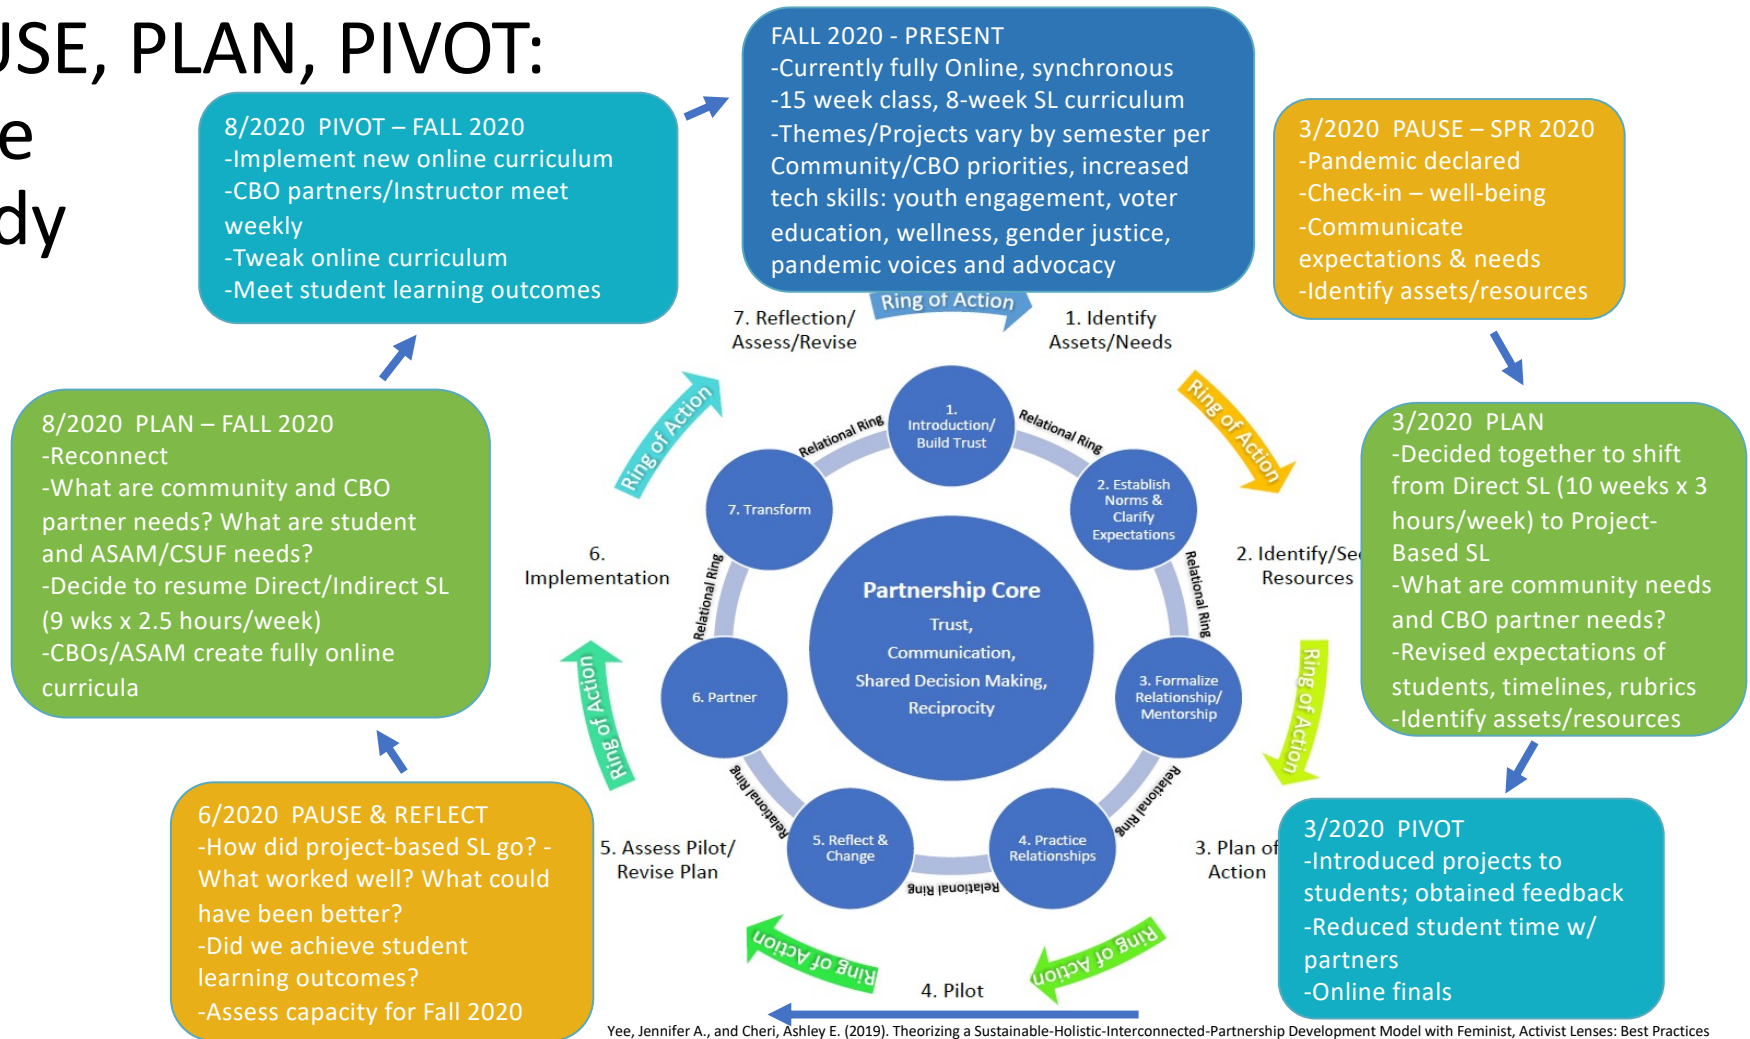 USE, PLAN, PIVOT:
e
dy
FALL 2020 - PRESENT
-Currently fully Online, synchronous
-15 week class, 8-week SL curriculum
-Themes/Projects vary by semester per
Community/CBO priorities, increased
tech skills: youth engagement, voter
education, wellness, gender justice,
pandemic voices and advocacy
8/2020 PIVOT – FALL 2020
-Implement new online curriculum
-CBO partners/Instructor meet
weekly
-Tweak online curriculum
-Meet student learning outcomes
3/2020 PAUSE – SPR 2020
-Pandemic declared
-Check-in – well-being
-Communicate
expectations & needs
-Identify assets/resources
8/2020 PLAN – FALL 2020
-Reconnect
-What are community and CBO
partner needs? What are student
and ASAM/CSUF needs?
-Decide to resume Direct/Indirect SL
(9 wks x 2.5 hours/week)
-CBOs/ASAM create fully online
curricula
3/2020 PLAN
-Decided together to shift
from Direct SL (10 weeks x 3
hours/week) to Project-
Based SL
-What are community needs
and CBO partner needs?
-Revised expectations of
students, timelines, rubrics
-Identify assets/resources
6/2020 PAUSE & REFLECT
-How did project-based SL go? -
What worked well? What could
have been better?
-Did we achieve student
learning outcomes?
-Assess capacity for Fall 2020
3/2020 PIVOT
-Introduced projects to
students; obtained feedback
-Reduced student time w/
partners
-Online finals
Ring of Action
1. Identify
Assets/Needs
Ring of Action
2. Identify/See
Resources
Ring of Action
3. Plan of
Action
Ring of Action
4. Pilot
Ring of Action
5. Assess Pilot/
Revise Plan
Ring of Action
6.
Implementation
Ring of Action
7. Reflection/
Assess/Revise
1.
Introduction/
Build Trust
Relational Ring
2. Establish
Norms &
Clarify
Expectations
Relational Ring
3. Formalize
Relationship/
Mentorship
Relational Ring
4. Practice
Relationships
Relational Ring
5. Reflect &
Change
Relational Ring
6. Partner
Relational Ring
7. Transform
Relational Ring
Partnership Core
Trust,
Communication,
Shared Decision Making,
Reciprocity
Yee, Jennifer A., and Cheri, Ashley E. (2019). Theorizing a Sustainable-Holistic-Interconnected-Partnership Development Model with Feminist, Activist Lenses: Best Practices